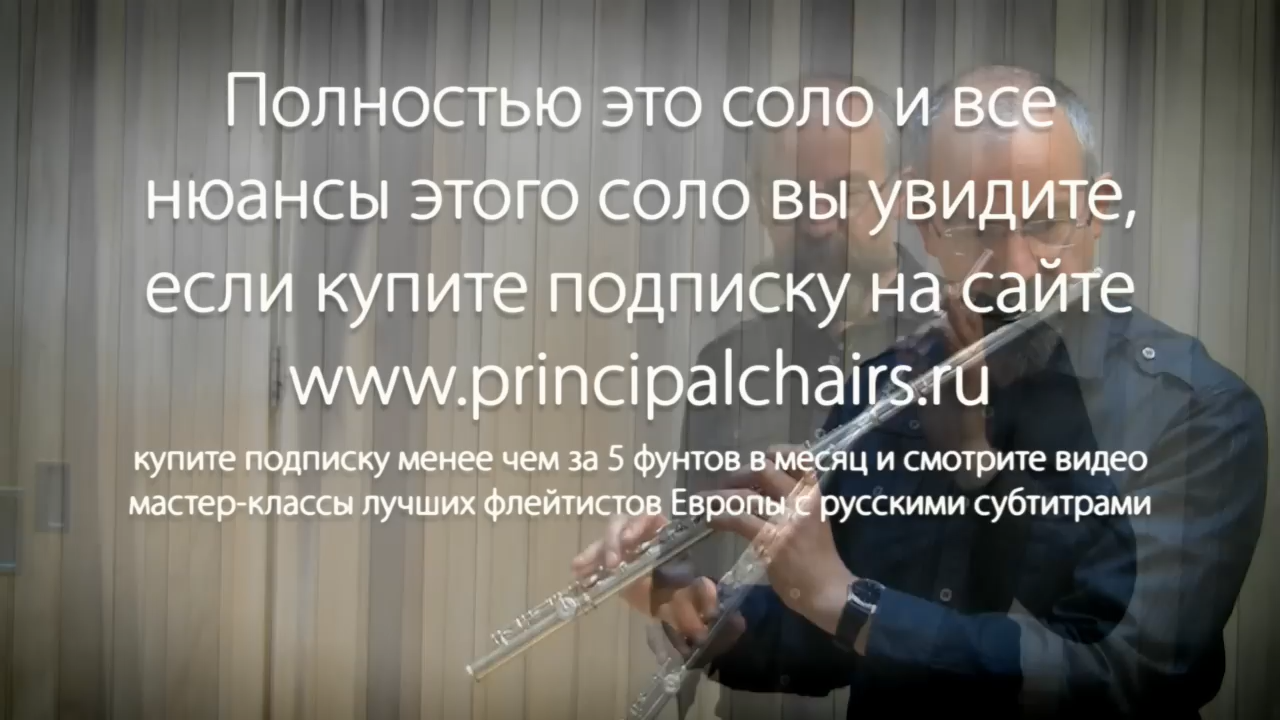 Полностью это соло и все
нюансы этого соло вы увидите,
если купите подписку на сайте
www.principalchairs.ru
купите подписку менее чем за 5 фунтов в месяц и смотрите видео
мастер-классы лучших флейтистов Европы с русскими субтитрами